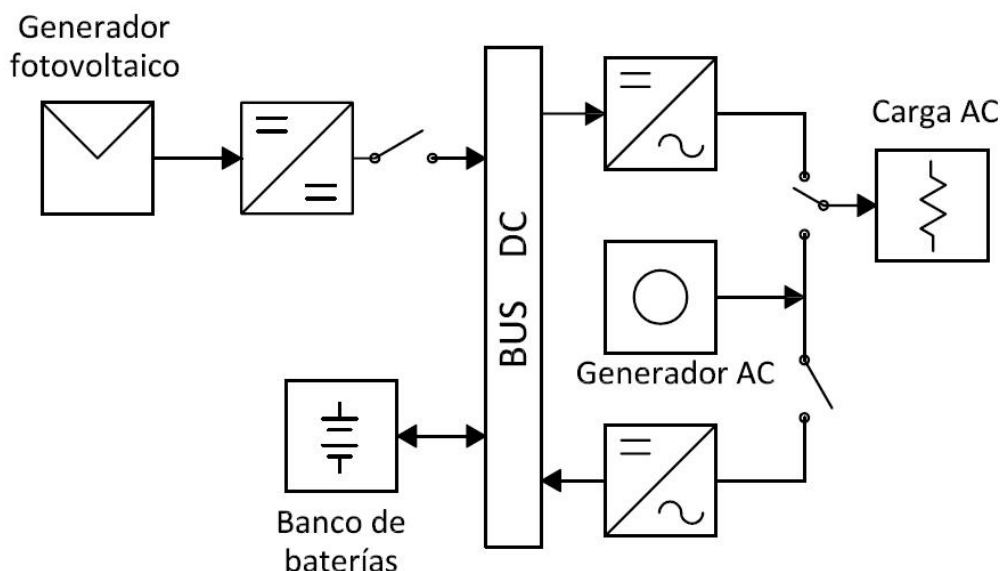 Generador
fotovoltaico
Carga AC
BUS DC
Generador AC
Banco de
baterías